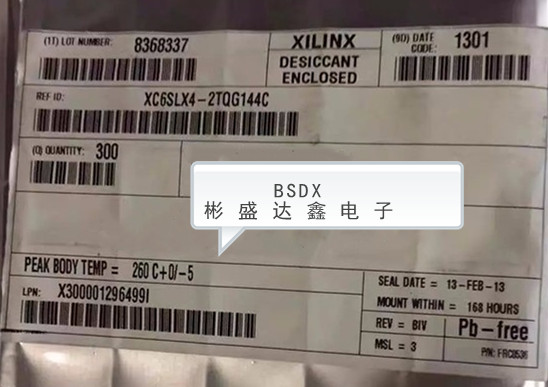 (1T) LOT NUMBER: 8368337
XILINX
DESICCANT
ENCLOSED
(9D) DATE CODE: 1301
REF ID: XC6SLX4-2TQG144C
(Q) QUANTITY: 300
BSDX
彬盛达鑫电子
PEAK BODY TEMP = 260 C+0/-5
LPN: X300001296499I
SEAL DATE = 13-FEB-13
MOUNT WITHIN = 168 HOURS
REV = BIV
Pb-free
MSL = 3
P/N: FRC0536